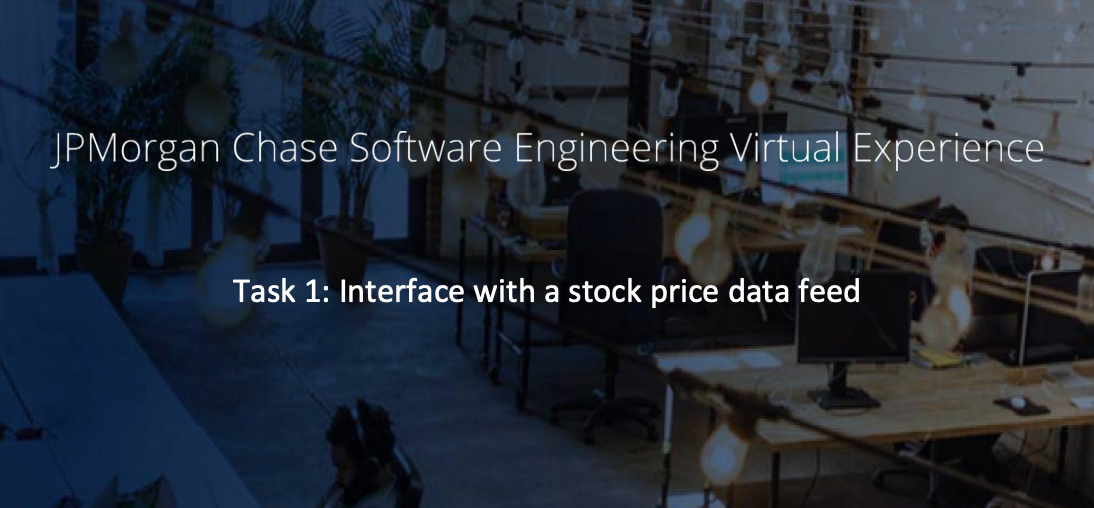 JPMorgan Chase Software Engineering Virtual Experience
Task 1: Interface with a stock price data feed